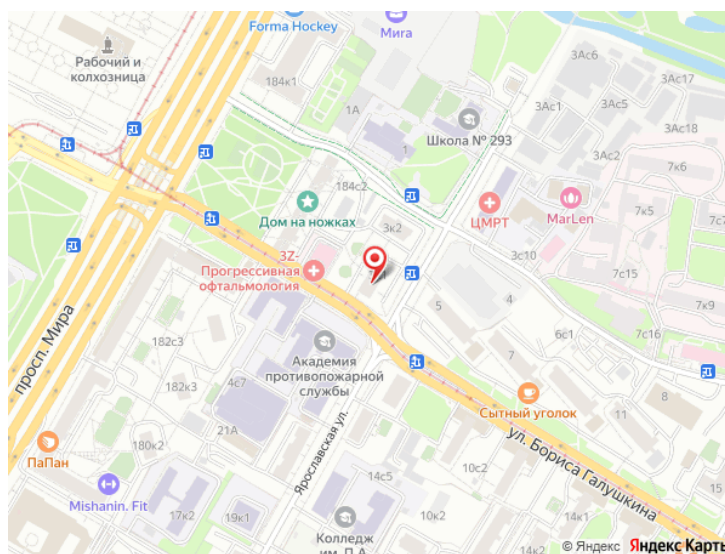 Forma Hockey
Мира
Рабочий и
колхозница
184к1
3Ас6
3Ас17
1А
3Ас1
3Ас5
Школа № 293
3Ас18
1
3Ас2
7к6
184с2
Дом на ножках
ЦМРТ
MarLen
7к5
3к2
3Z-
Прогрессивная
офтальмология
3с10
7с15
7к9
5
6с1
7с16
просп. Мира
182с3
7
Академия
противопожарной
службы
182к3
4с7
Сытный уголок
11
8
21А
Ярославская ул.
ул. Бориса Галушкина
180к2
ПаПан
10с2
Mishanin. Fit
14с5
17к2
19к1
10к2
Колледж
им. П.А.
© Яндекс Яндекс Карты